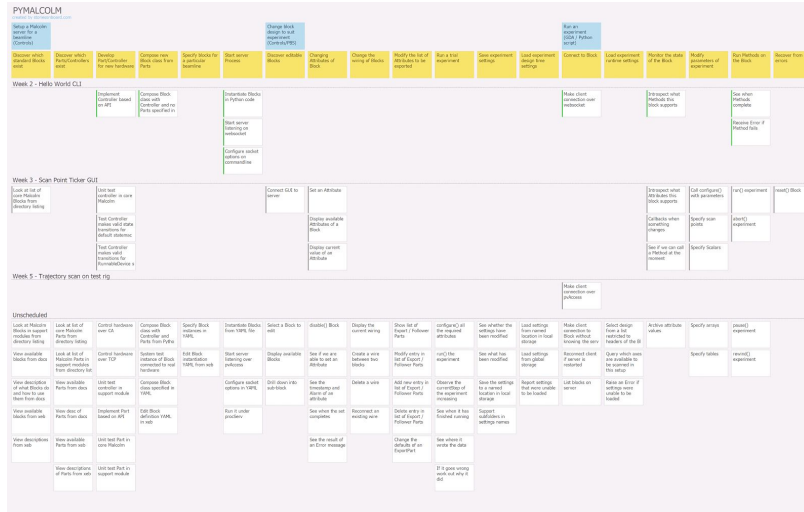 PYMALCOLM
Setup a Malcolm
server for a
beamline
(Controls)
Change block
design to suit
experiment
(Controls/PBS)
Run an
experiment
(GDA / Python
script)
Discover which
standard Blocks
exist
Discover which
Parts/Controllers
exist
Develop
Part/Controller
for new hardware
Compose new
Block class from
Parts
Specify blocks for
a particular
beamline
Start server
Process
Discover editable
Blocks
Changing
Attributes of
Block
Change the
wiring of Blocks
Modify the list of
Attributes to be
exported
Run a trial
experiment
Save experiment
settings
Load experiment
design time
settings
Connect to Block
Load experiment
runtime settings
Monitor the state
of the Block
Modify
parameters of
experiment
Run Methods on
the Block
Recover from
errors
Week 2 - Hello World CLI
Implement
Controller based
on API
Compose Block
class with
Controller and no
Parts specified in
Instantiate Blocks
in Python code
Make client
connection over
websocket
Introspect what
Methods this
block supports
See when
Methods
complete
Start server
listening on
websocket
Receive Error if
Method fails
Configure socket
options on
commandline
Week 3 - Scan Point Ticker GUI
Look at list of
core Malcolm
Blocks from
directory listing
Unit test
controller in core
Malcolm
Connect GUI to
server
Set an Attribute
Introspect what
Attributes this
block supports
Call configure()
with parameters
run() experiment
reset() Block
Test Controller
makes valid state
transitions for
default statemac
Display available
Attributes of a
Block
Callbacks when
something
changes
Specify scan
points
abort()
experiment
Test Controller
makes valid
transitions for
RunnableDevice s
Display current
value of an
Attribute
See if we can call
a Method at the
moment
Specify Scalars
Week 5 - Trajectory scan on test rig
Make client
connection over
pvAccess
Unscheduled
Look at Malcolm
Blocks in support
modules from
directory listing
Look at list of
core Malcolm
Parts from
directory listing
Control hardware
over CA
Compose Block
class with
Controller and
Parts from Pytho
Specify Block
instances in
YAML
Instantiate Blocks
from YAML file
Select a Block to
edit
disable() Block
Display the
current wiring
Show list of
Export / Follower
Parts
configure() all
the required
attributes
See whether the
settings have
been modified
Load settings
from named
location in local
storage
Make client
connection to
Block without
knowing the serv
Select design
from a list
restricted to
headers of the Bl
Archive attribute
values
Specify arrays
pause()
experiment
View available
blocks from docs
Look at list of
Malcolm Parts in
support modules
from directory list
Control hardware
over TCP
System test
instance of Block
connected to real
hardware
Edit Block
instantiation
YAML from xeb
Start server
listening over
pvAccess
Display available
Blocks
See if we are
able to set an
Attribute
Create a wire
between two
blocks
Modify entry in
list of Export /
Follower Parts
run() the
experiment
See what has
been modified
Load settings
from global
storage
Reconnect client
if server is
restarted
Query which axes
are available to
be scanned in
this setup
Specify tables
rewind()
experiment
View description
of what Blocks do
and how to use
them from docs
View available
Parts from docs
Unit test
controller in
support module
Compose Block
class specified in
YAML
Configure socket
options in YAML
Drill down into
sub-block
See the
timestamp and
Alarm of an
attribute
Delete a wire
Add new entry in
list of Export /
Follower Parts
Observe the
currentStep of
the experiment
increasing
Save the settings
to a named
location in local
storage
Report settings
that were unable
to be loaded
List blocks on
server
Raise an Error if
settings were
unable to be
loaded
View available
blocks from xeb
View desc of
Parts from docs
Implement Part
based on API
Edit Block
definition YAML
in xeb
Run it under
procServ
See when the set
completes
Reconnect an
existing wire
Delete entry in
list of Export /
Follower Parts
See when it has
finished running
Support
subfolders in
settings names
View descriptions
from xeb
View available
Parts from xeb
Unit test Part in
core Malcolm
See the result of
an Error message
Change the
defaults of an
ExportPart
See where it
wrote the data
View descriptions
of Parts from xeb
Unit test Part in
support module
If it goes wrong
work out why it
did